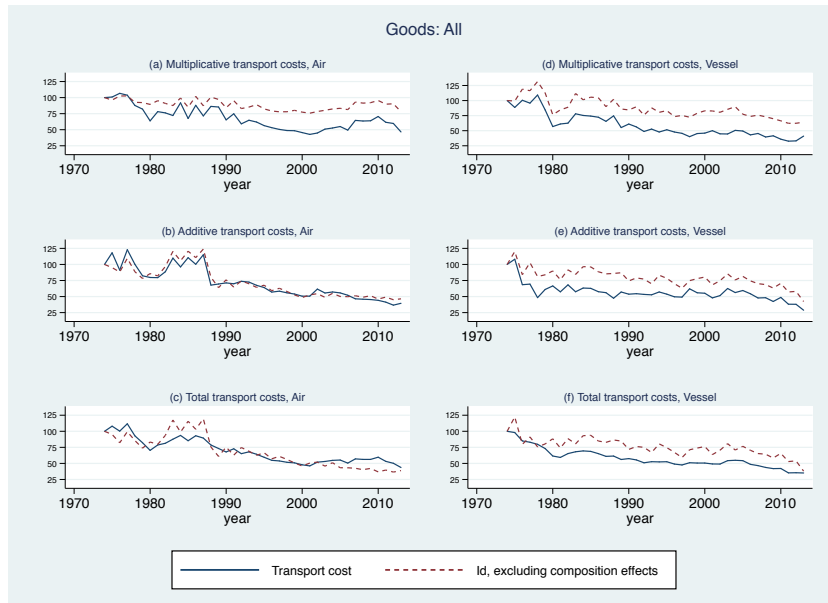 Goods: All
(a) Multiplicative transport costs, Air
125
100
75
50
25
1970 1980 1990 2000 2010
year
(d) Multiplicative transport costs, Vessel
125
100
75
50
25
1970 1980 1990 2000 2010
year
(b) Additive transport costs, Air
125
100
75
50
25
1970 1980 1990 2000 2010
year
(e) Additive transport costs, Vessel
125
100
75
50
25
1970 1980 1990 2000 2010
year
(c) Total transport costs, Air
125
100
75
50
25
1970 1980 1990 2000 2010
year
(f) Total transport costs, Vessel
125
100
75
50
25
1970 1980 1990 2000 2010
year
Transport cost Id, excluding composition effects